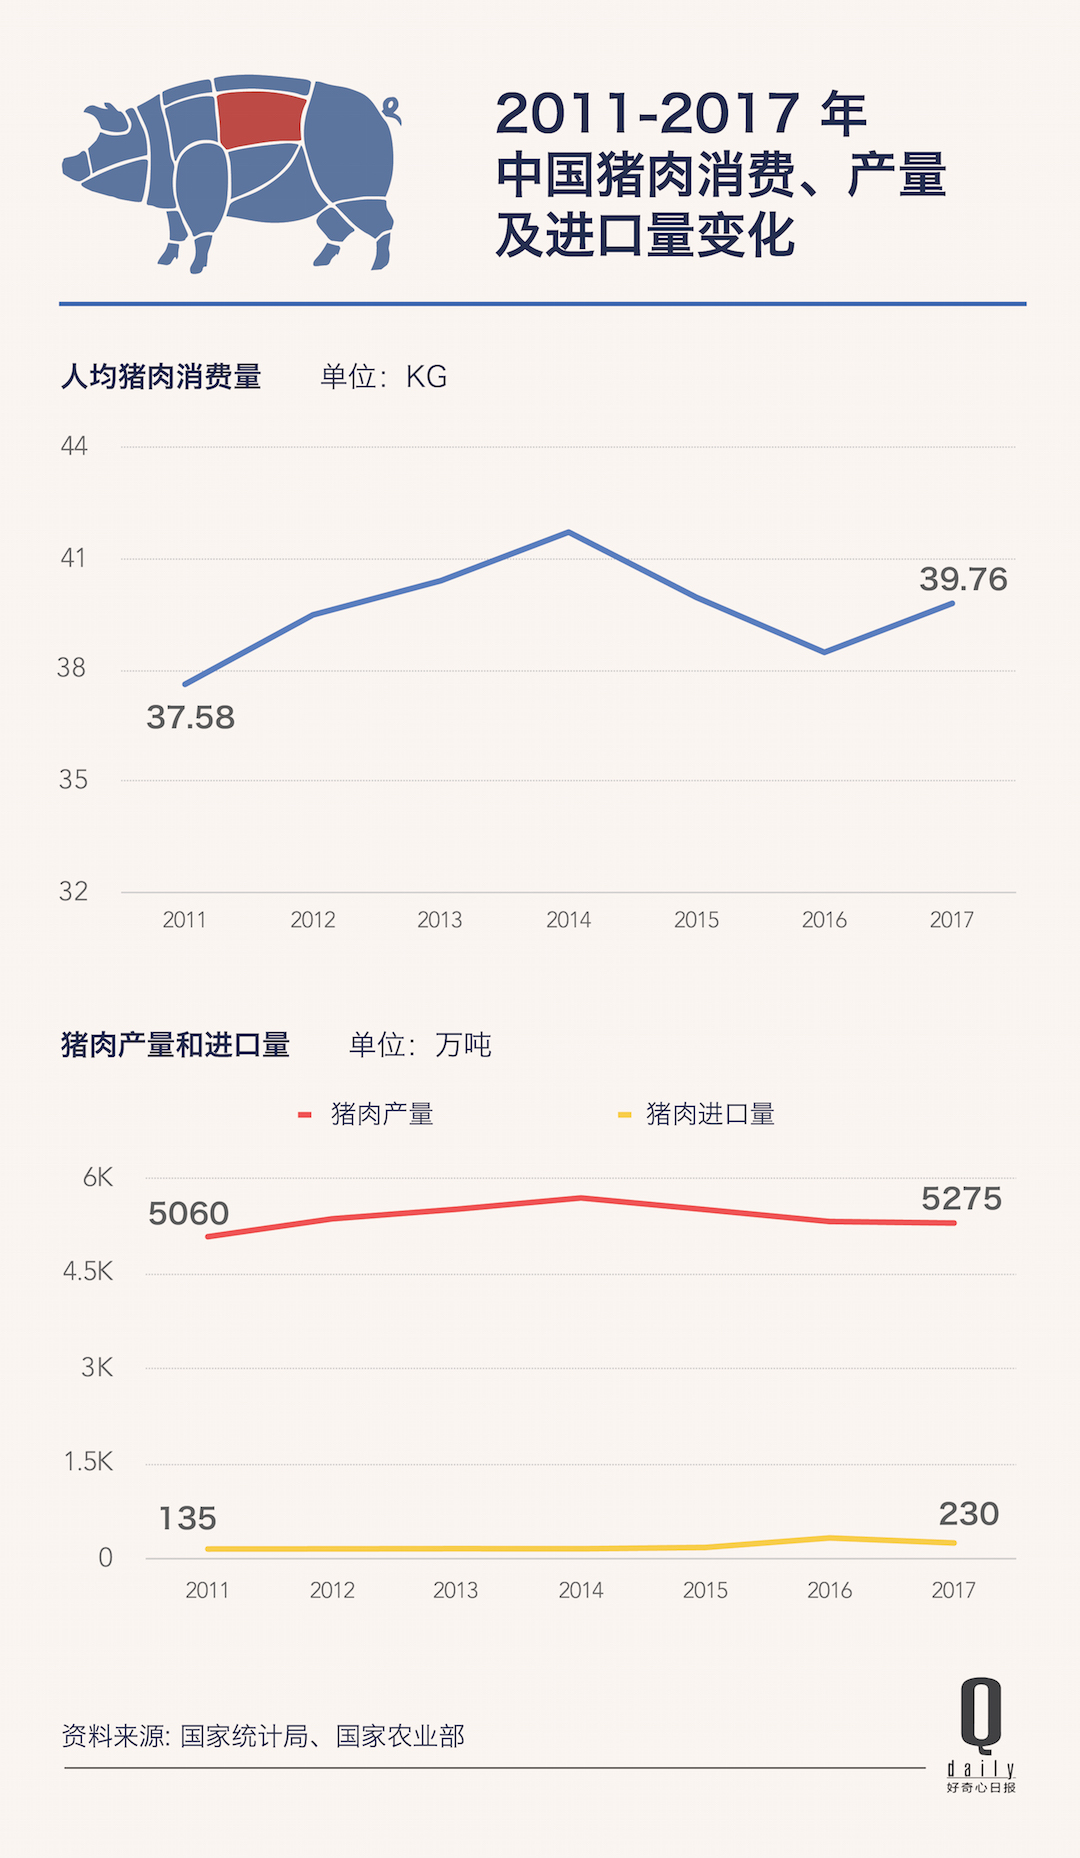 2011-2017 年
中国猪肉消费、产量
及进口量变化
人均猪肉消费量 单位：KG
44
41
39.76
38
37.58
35
32
2011 2012 2013 2014 2015 2016 2017
猪肉产量和进口量 单位：万吨
猪肉产量 猪肉进口量
6K
5060 5275
4.5K
3K
1.5K
135 230
0
2011 2012 2013 2014 2015 2016 2017
资料来源: 国家统计局、国家农业部
Q
daily
好奇心日报